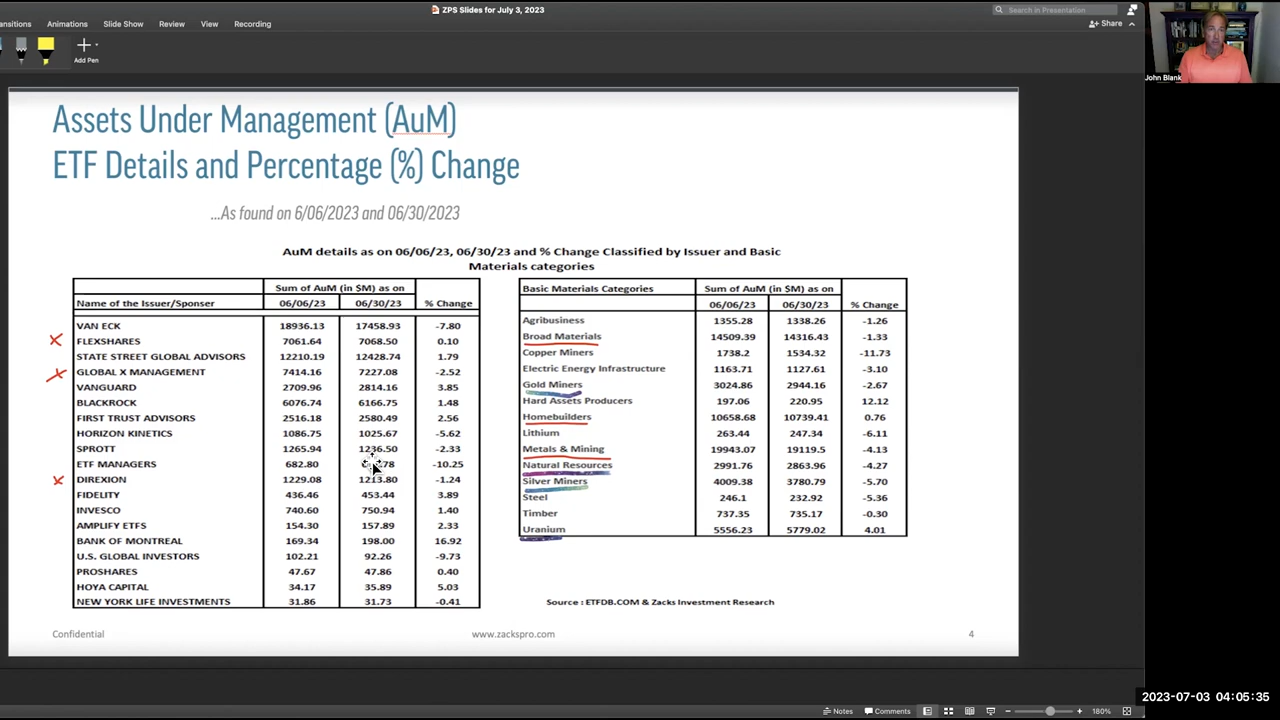 ZPS Slides for July 3, 2023
Search in Presentation
Animations Slide Show Review View Recording
Share
Add Pen
John Blank
Assets Under Management (AuM)
ETF Details and Percentage (%) Change
...As found on 6/06/2023 and 06/30/2023
AuM details as on 06/06/23, 06/30/23 and % Change Classified by Issuer and Basic
Materials categories
Sum of AuM (in $M) as on
Name of the Issuer/Sponser 06/06/23 06/30/23 % Change
VAN ECK 18936.13 17458.93 -7.80
FLEXSHARES 7061.64 7068.50 0.10
STATE STREET GLOBAL ADVISORS 12210.19 12428.74 1.79
GLOBAL X MANAGEMENT 7414.16 7227.08 -2.52
VANGUARD 2709.96 2814.16 3.85
BLACKROCK 6076.74 6166.75 1.48
FIRST TRUST ADVISORS 2516.18 2580.49 2.56
HORIZON KINETICS 1086.75 1025.67 -5.62
SPROTT 1265.94 1236.50 -2.33
ETF MANAGERS 682.80 -10.25
DIREXION 1229.08 1213.80 -1.24
FIDELITY 436.46 453.44 3.89
INVESCO 740.60 750.94 1.40
AMPLIFY ETFS 154.30 157.89 2.33
BANK OF MONTREAL 169.34 198.00 16.92
U.S. GLOBAL INVESTORS 102.21 92.26 -9.73
PROSHARES 47.67 47.86 0.40
HOYA CAPITAL 34.17 35.89 5.03
NEW YORK LIFE INVESTMENTS 31.86 31.73 -0.41
Basic Materials Categories Sum of AuM (in $M) as on
06/06/23 06/30/23 % Change
Agribusiness 1355.28 1338.26 -1.26
Broad Materials 14509.39 14316.43 -1.33
Copper Miners 1738.2 1534.32 -11.73
Electric Energy Infrastructure 1163.71 1127.61 -3.10
Gold Miners 3024.86 2944.16 -2.67
Hard Assets Producers 197.06 220.95 12.12
Homebuilders 10658.68 10739.41 0.76
Lithium 263.44 247.34 -6.11
Metals & Mining 19943.07 19119.5 -4.13
Natural Resources 2991.76 2863.96 -4.27
Silver Miners 4009.38 3780.79 -5.70
Steel 246.1 232.92 -5.36
Timber 737.35 735.17 -0.30
Uranium 5556.23 5779.02 4.01
Source : ETFDB.COM & Zacks Investment Research
Confidential www.zackspro.com 4
2023-07-03 04:05:35
Notes Comments 180%